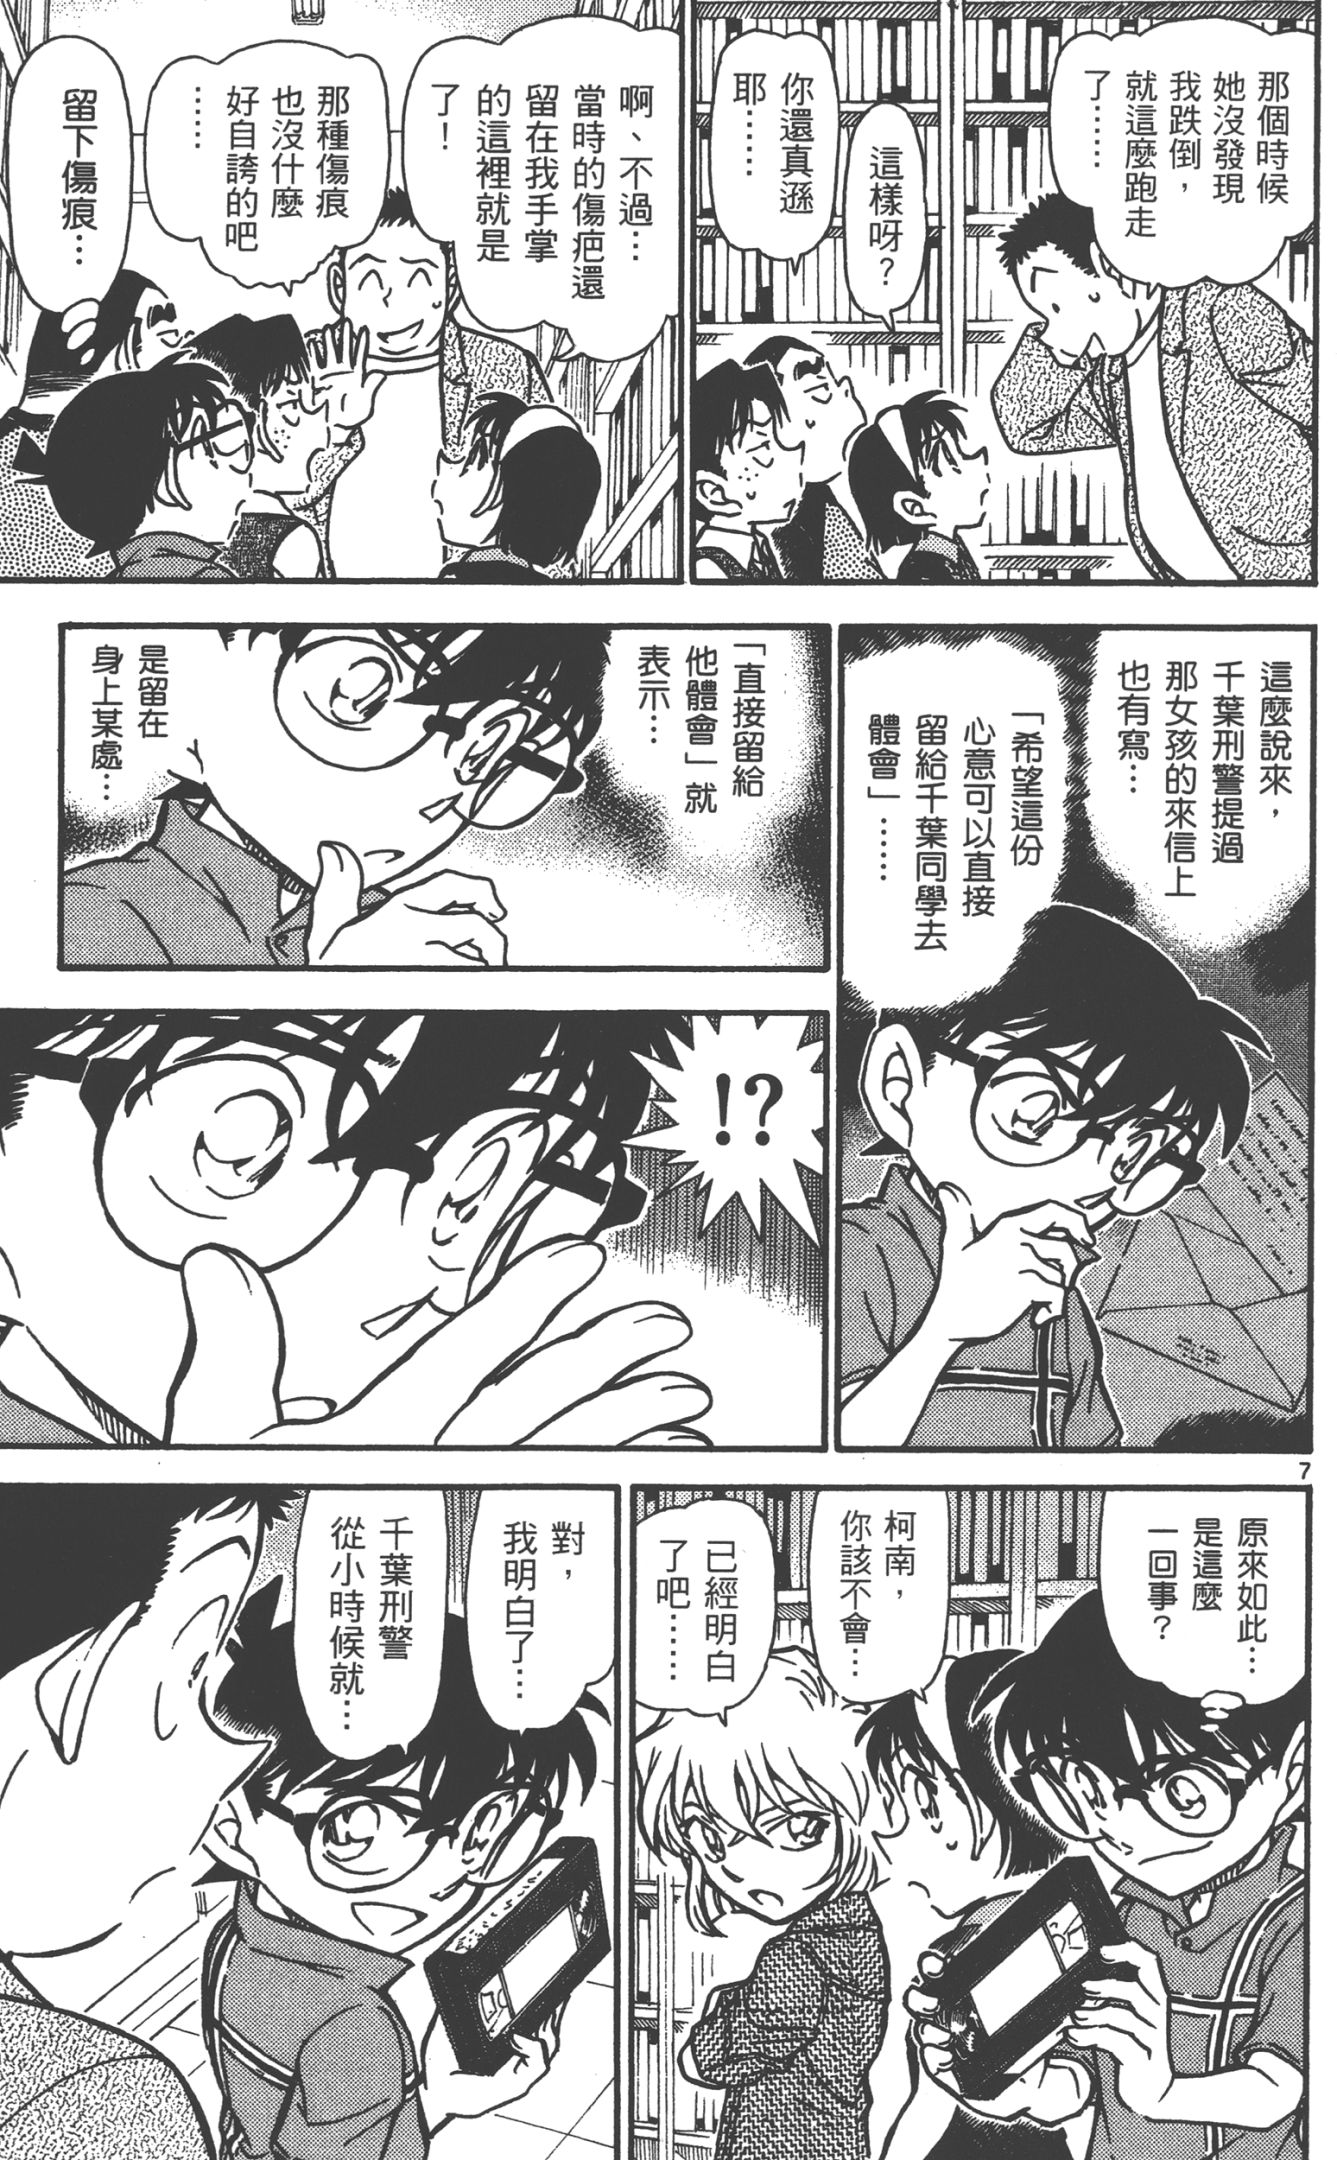 那個時候
她沒發現
我跌倒，
就這麼跑走
了……
這樣呀？
你還真遜
耶……
啊、不過…
當時的傷疤還
留在我手掌
的這裡就是
了！
那種傷痕
也沒什麼
好自誇的吧
……
留下傷痕…
這麼說來，
千葉刑警提過
那女孩的來信上
也有寫…
「希望這份
心意可以直接
留給千葉同學去
體會」……
「直接留給
他體會」就
表示…
是留在
身上某處…
!?
7
原來如此…
是這麼
一回事？
柯南，
你該不會…
已經明白
了吧……
對，
我明白了…
千葉刑警
從小時候就…